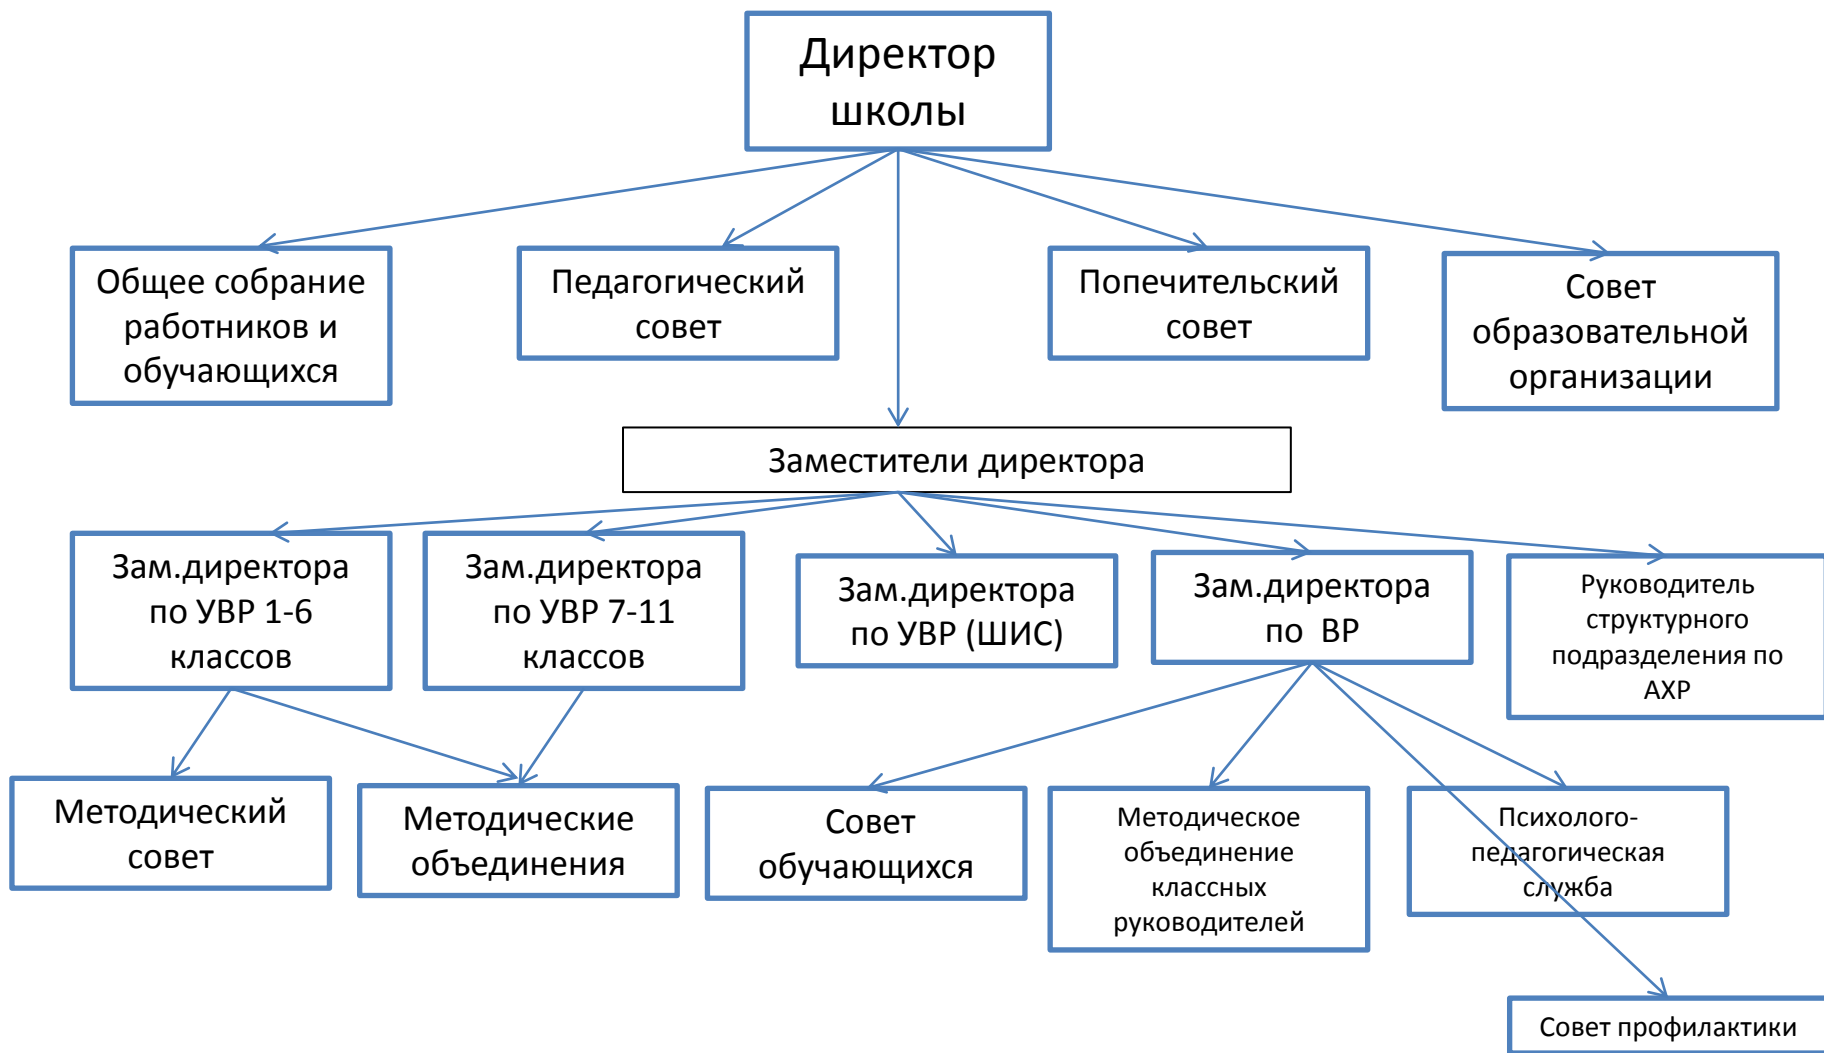 Директор
школы
Общее собрание
работников и
обучающихся
Педагогический
совет
Попечительский
совет
Совет
образовательной
организации
Заместители директора
Зам.директора
по УВР 1-6
классов
Зам.директора
по УВР 7-11
классов
Зам.директора
по УВР (ШИС)
Зам.директора
по ВР
Руководитель
структурного
подразделения по
АХР
Методический
совет
Методические
объединения
Совет
обучающихся
Методическое
объединение
классных
руководителей
Психолого-
педагогическая
служба
Совет профилактики